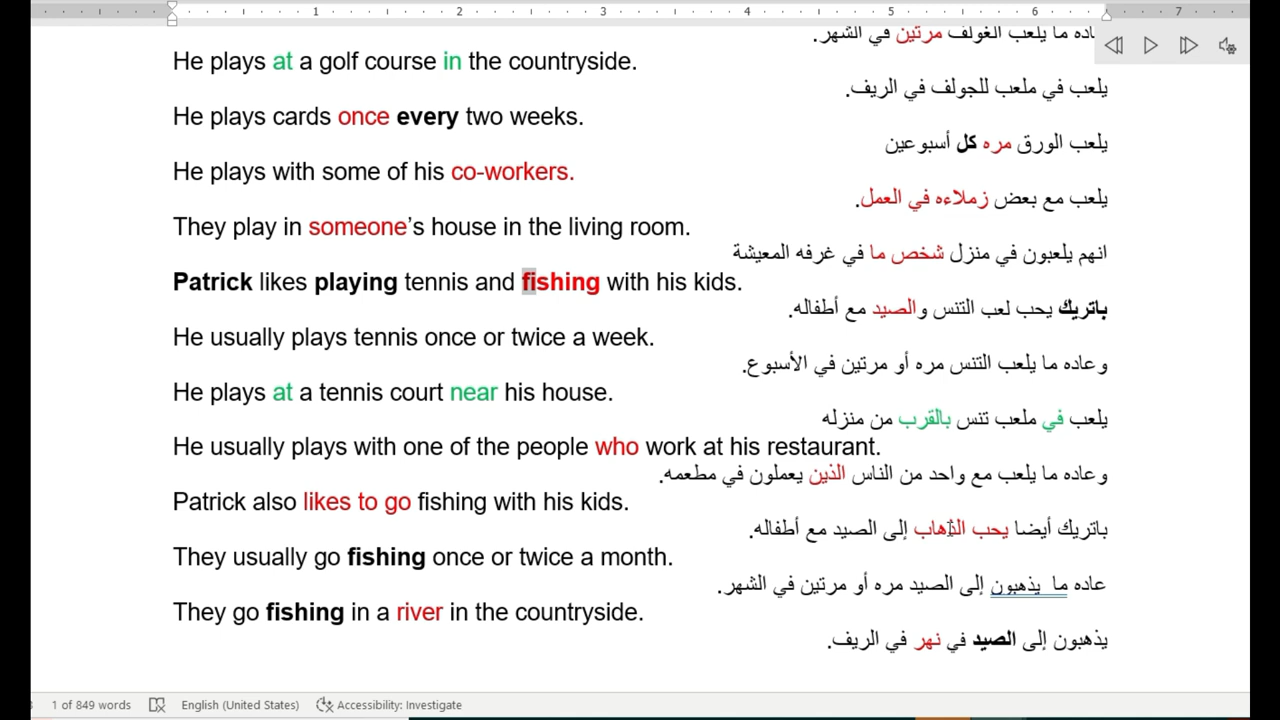 عاده ما يلعب الغولف مرتين في الشهر.
He plays at a golf course in the countryside.
يلعب في ملعب للجولف في الريف.
He plays cards once every two weeks.
يلعب الورق مره كل أسبوعين
He plays with some of his co-workers.
يلعب مع بعض زملاءه في العمل.
They play in someone’s house in the living room.
انهم يلعبون في منزل شخص ما في غرفه المعيشة
Patrick likes playing tennis and fishing with his kids.
باتريك يحب لعب التنس والصيد مع أطفاله.
He usually plays tennis once or twice a week.
وعاده ما يلعب التنس مره أو مرتين في الأسبوع.
He plays at a tennis court near his house.
يلعب في ملعب تنس بالقرب من منزله
He usually plays with one of the people who work at his restaurant.
وعاده ما يلعب مع واحد من الناس الذين يعملون في مطعمه.
Patrick also likes to go fishing with his kids.
باتريك أيضا يحب الذهاب إلى الصيد مع أطفاله.
They usually go fishing once or twice a month.
عاده ما يذهبون إلى الصيد مره أو مرتين في الشهر.
They go fishing in a river in the countryside.
يذهبون إلى الصيد في نهر في الريف.
1 of 849 words English (United States) Accessibility: Investigate